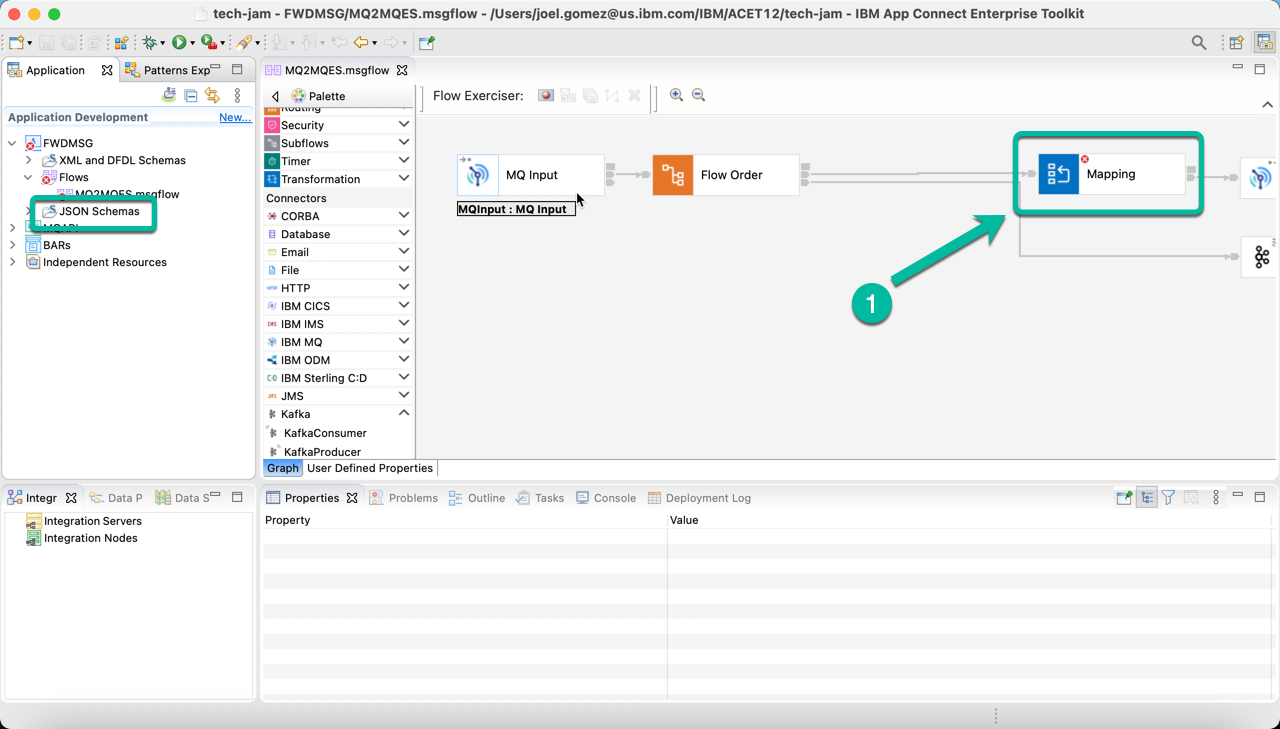 tech-jam - FWDMSG/MQ2MQES.msgflow - /Users/joel.gomez@us.ibm.com/IBM/ACET12/tech-jam - IBM App Connect Enterprise Toolkit
Application
Patterns Exp
MQ2MQES.msgflow
Application Development
New...
FWDMSG
XML and DFDL Schemas
Flows
MQ2MQES.msgflow
JSON Schemas
BARs
Independent Resources
Palette
Flow Exerciser:
Routing
Security
Subflows
Timer
Transformation
Connectors
CORBA
Database
Email
File
HTTP
IBM CICS
IBM IMS
IBM MQ
IBM ODM
IBM Sterling C:D
JMS
Kafka
KafkaConsumer
KafkaProducer
MQ Input
MQInput : MQ Input
Flow Order
Mapping
1
Graph
User Defined Properties
Integr
Data P
Data S
Integration Servers
Integration Nodes
Properties
Problems
Outline
Tasks
Console
Deployment Log
Property
Value